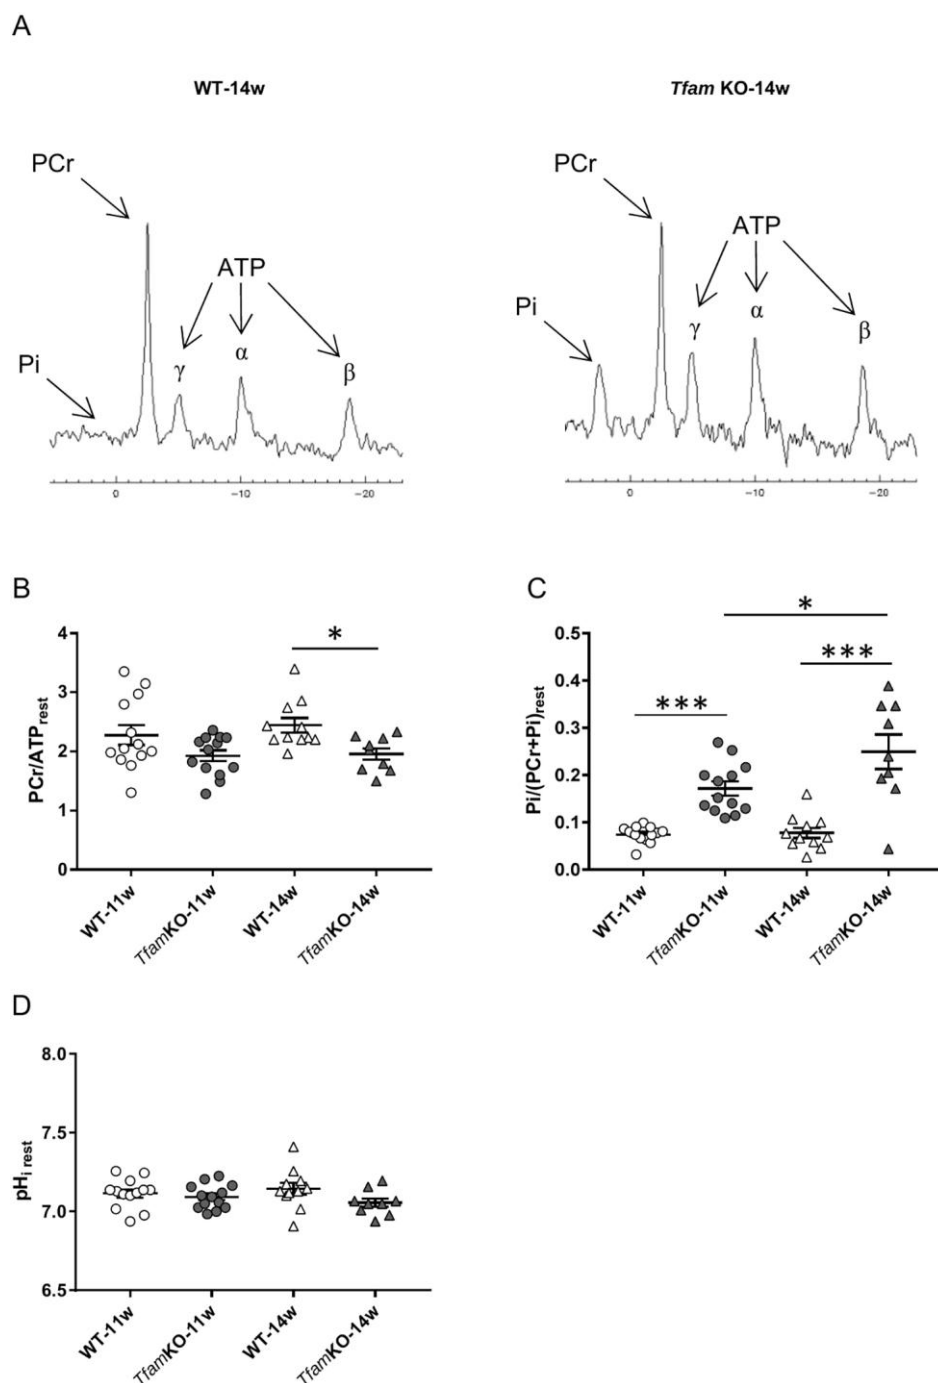 A
WT-14w
Tfam KO-14w
PCr
PCr
ATP
ATP
Pi
γ
α
β
Pi
γ
α
β
0
−10
−20
0
−10
−20
B
C
*
*
***
***
PCr/ATPrest
4
3
2
1
0
WT-11w
TfamKO-11w
WT-14w
TfamKO-14w
Pi/(PCr+Pi)rest
0.5
0.4
0.3
0.2
0.1
0.0
WT-11w
TfamKO-11w
WT-14w
TfamKO-14w
D
pHi rest
8.0
7.5
7.0
6.5
WT-11w
TfamKO-11w
WT-14w
TfamKO-14w